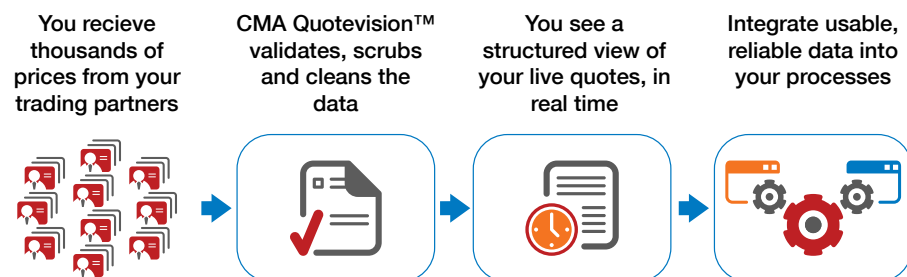 You recieve
thousands of
prices from your
trading partners
CMA Quotevision™
validates, scrubs
and cleans the
data
You see a
structured view of
your live quotes, in
real time
Integrate usable,
reliable data into
your processes